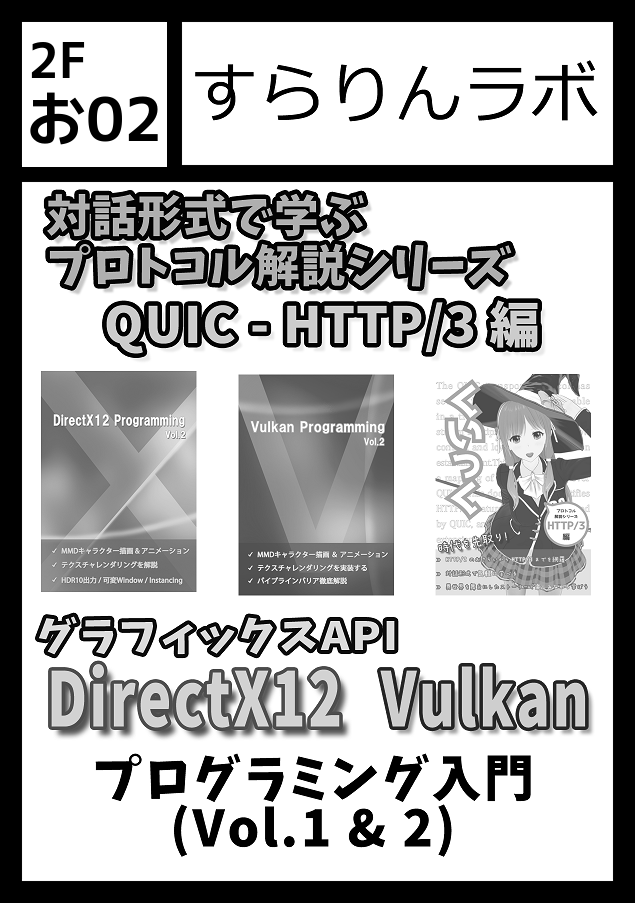 2F
お02
すらりんラボ
対話形式で学ぶ
プロトコル解説シリーズ
QUIC - HTTP/3 編
DirectX12 Programming
Vol.2
✓ MMDキャラクター描画 & アニメーション
✓ テクスチャレンダリングを解説
✓ HDR10出力 / 可変Window / Instancing
Vulkan Programming
Vol.2
✓ MMDキャラクター描画 & アニメーション
✓ テクスチャレンダリングを実装する
✓ パイプラインバリア徹底解説
プロトコル
解説シリーズ
HTTP/3
編
時代を先取り!
グラフィックスAPI
DirectX12 Vulkan
プログラミング入門
(Vol.1 & 2)